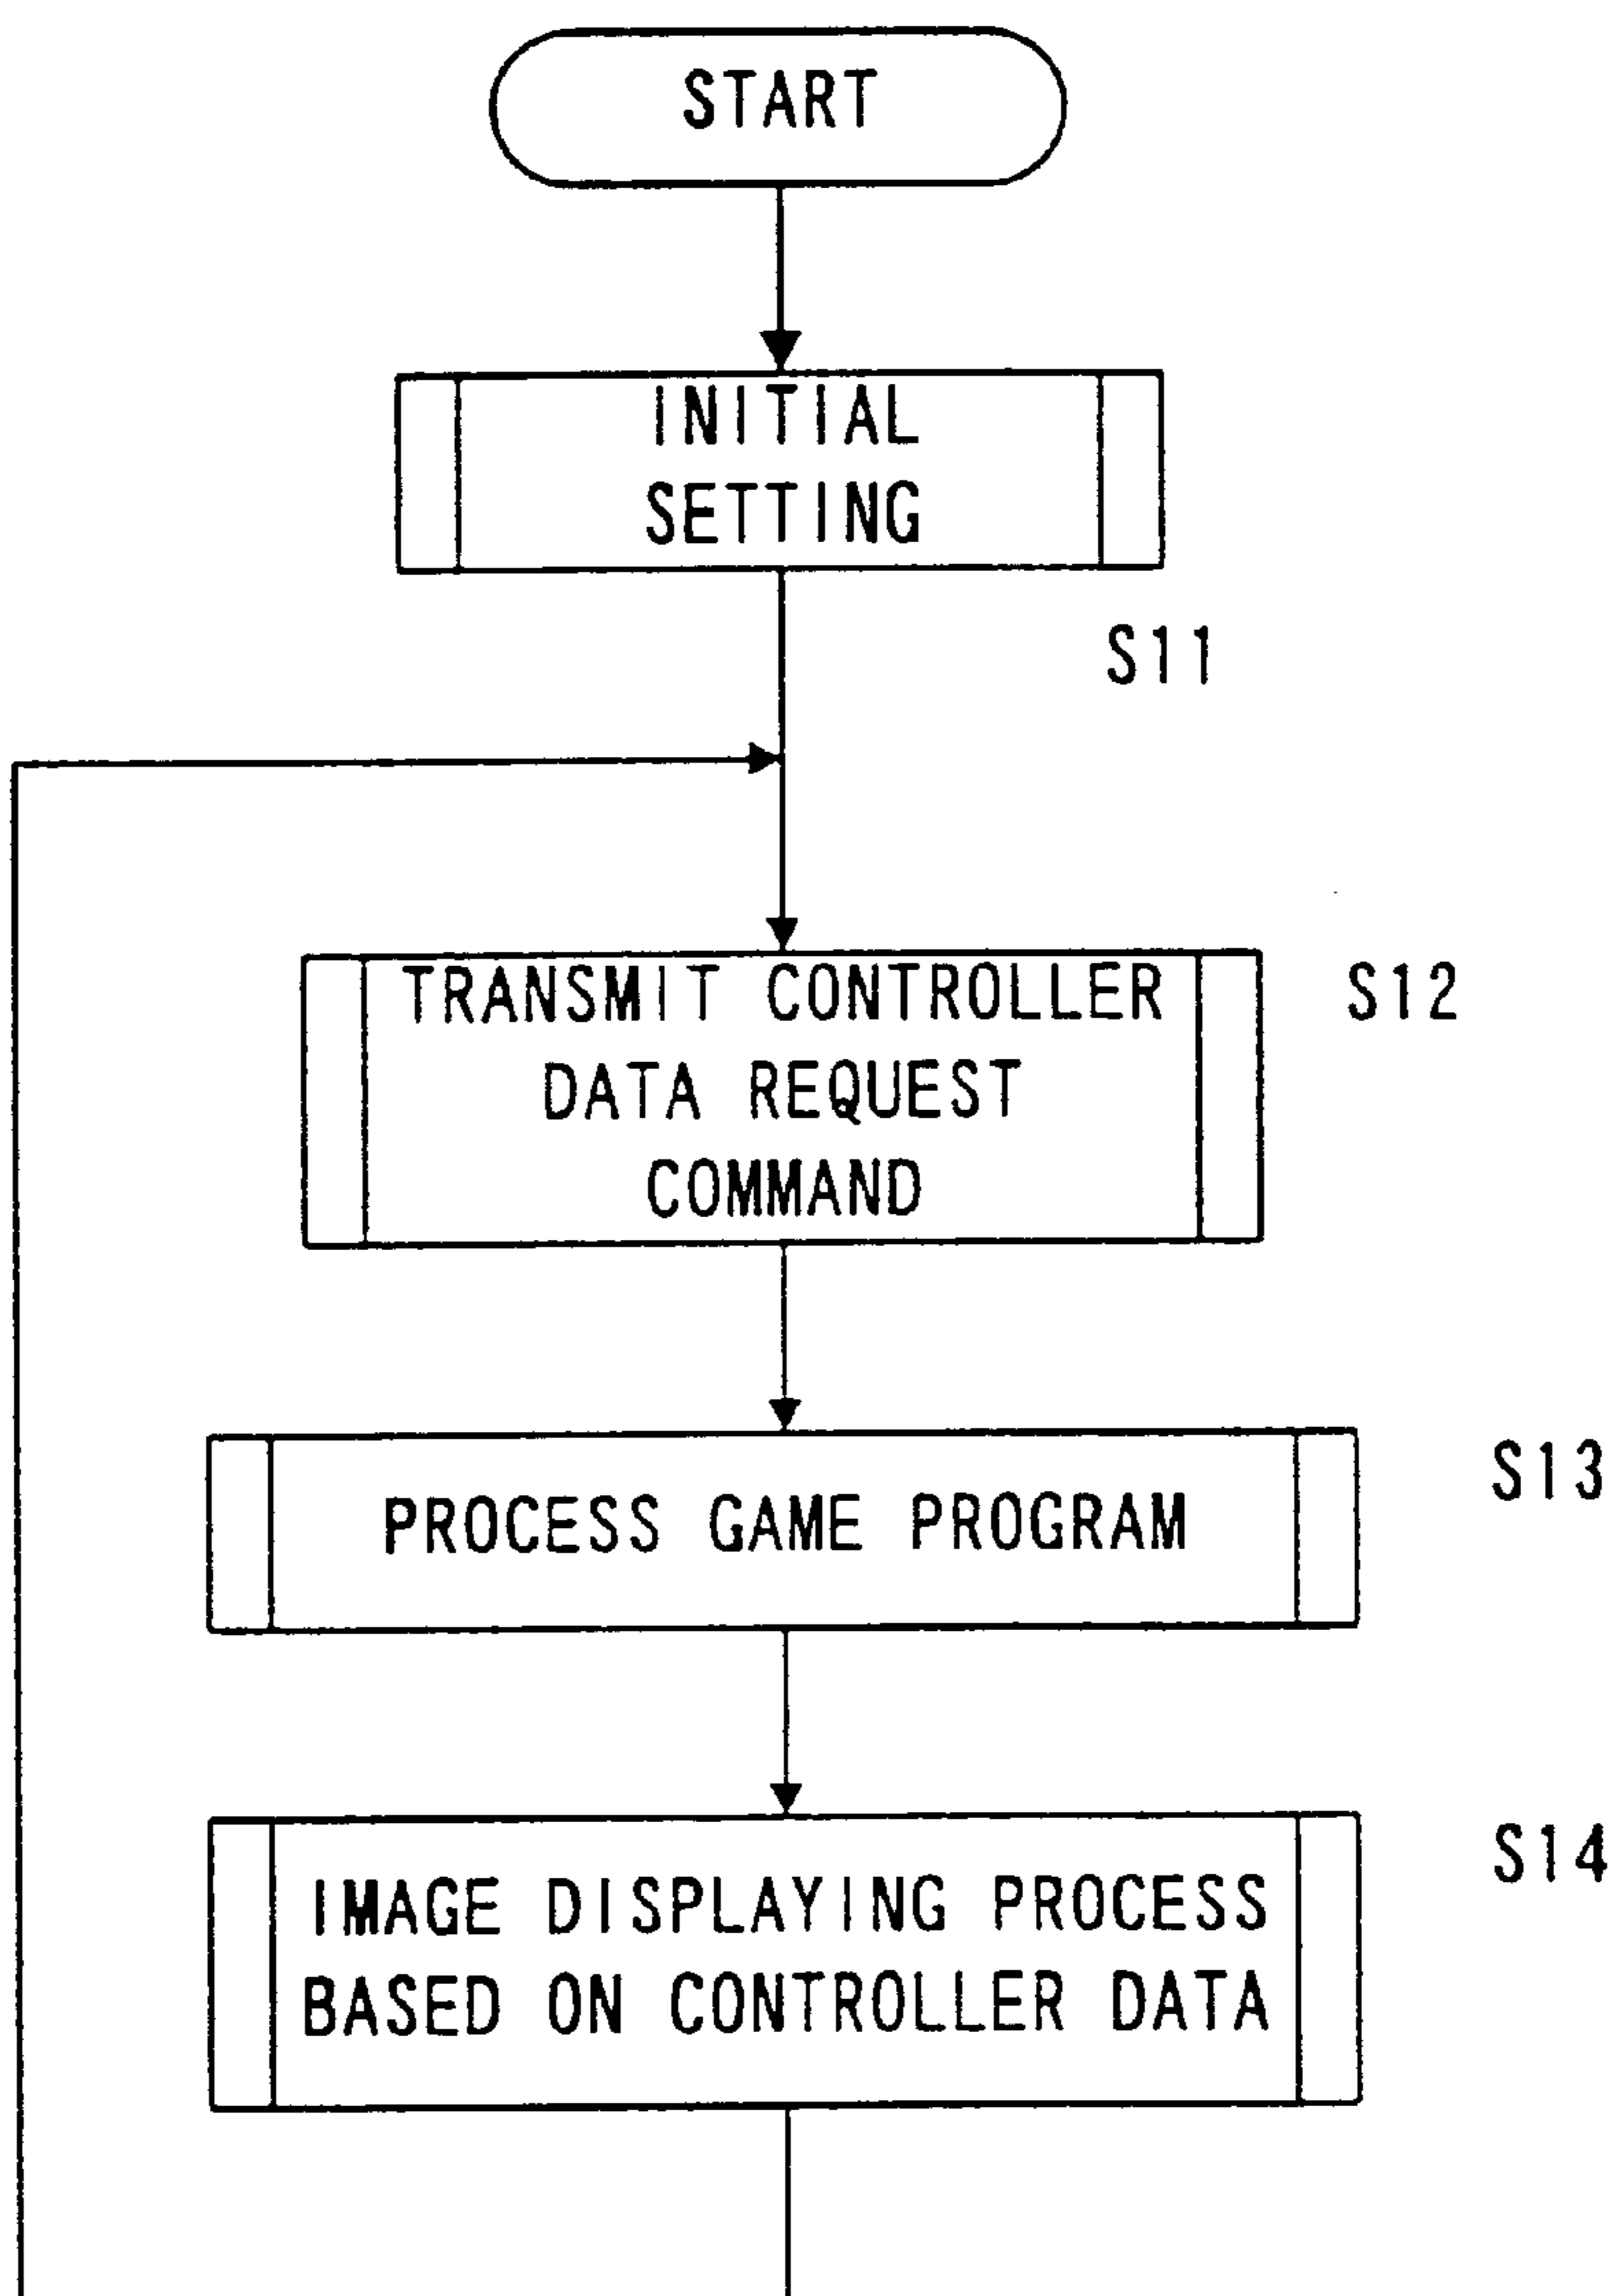 START
INITIAL
SETTING
S11
TRANSMIT CONTROLLER
DATA REQUEST
COMMAND
S12
PROCESS GAME PROGRAM
S13
IMAGE DISPLAYING PROCESS
BASED ON CONTROLLER DATA
S14